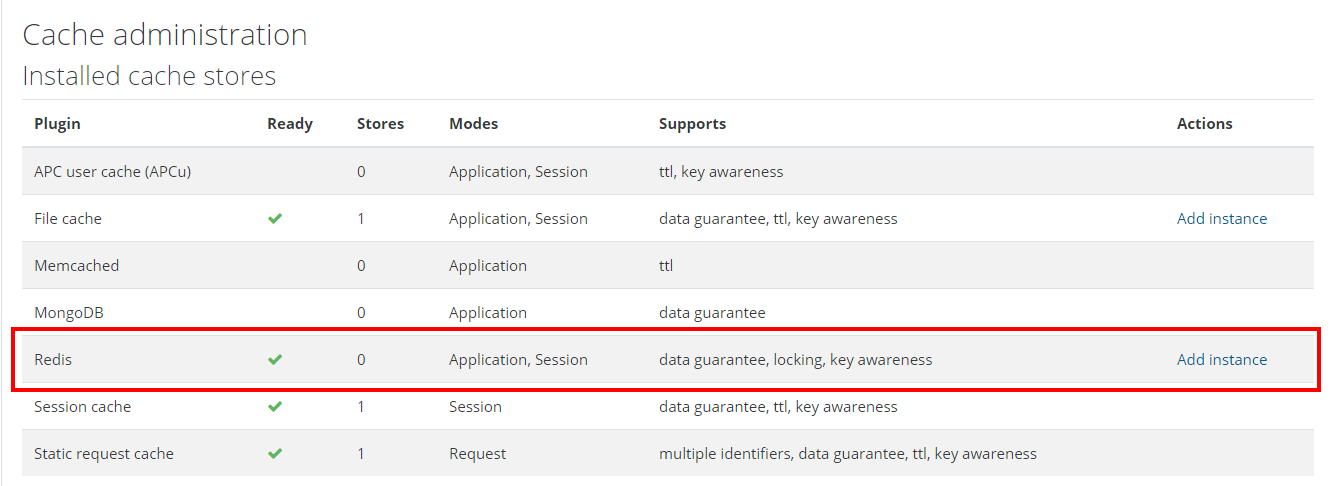 Cache administration
Installed cache stores
Plugin Ready Stores Modes Supports Actions
APC user cache (APCu) 0 Application, Session ttl, key awareness
File cache ✔ 1 Application, Session data guarantee, ttl, key awareness Add instance
Memcached 0 Application ttl
MongoDB 0 Application data guarantee
Redis ✔ 0 Application, Session data guarantee, locking, key awareness Add instance
Session cache ✔ 1 Session data guarantee, ttl, key awareness
Static request cache ✔ 1 Request multiple identifiers, data guarantee, ttl, key awareness